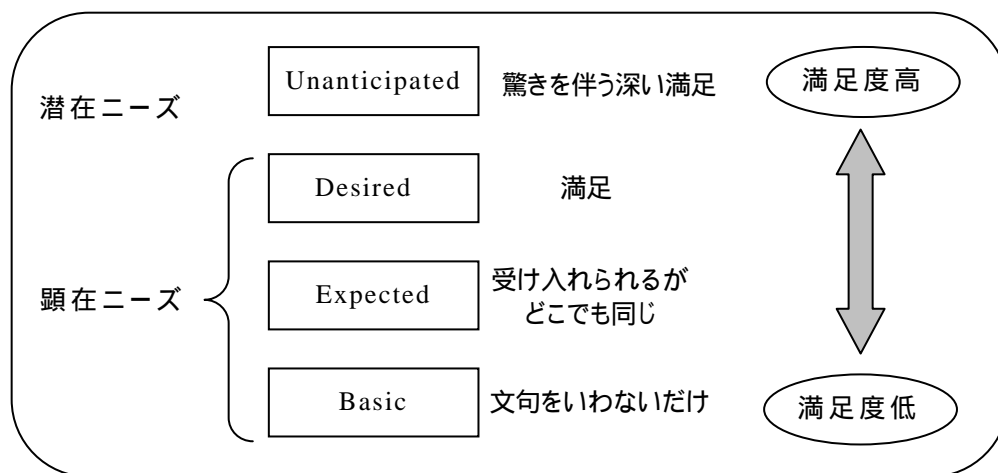 潜在ニーズ
Unanticipated
驚きを伴う深い満足
満足度高
Desired
満足
顕在ニーズ
Expected
受け入れられるが
どこでも同じ
Basic
文句をいわないだけ
満足度低